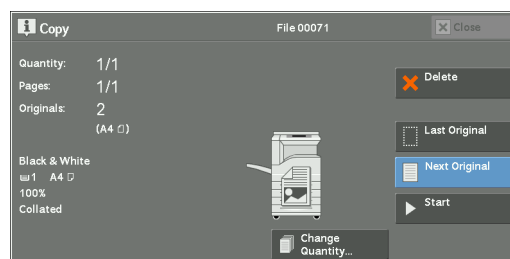 Copy
File 00071
Close
Quantity: 1/1
Pages: 1/1
Originals: 2
(A4)
Black & White
1 A4
100%
Collated
Delete
Last Original
Next Original
Start
Change
Quantity...